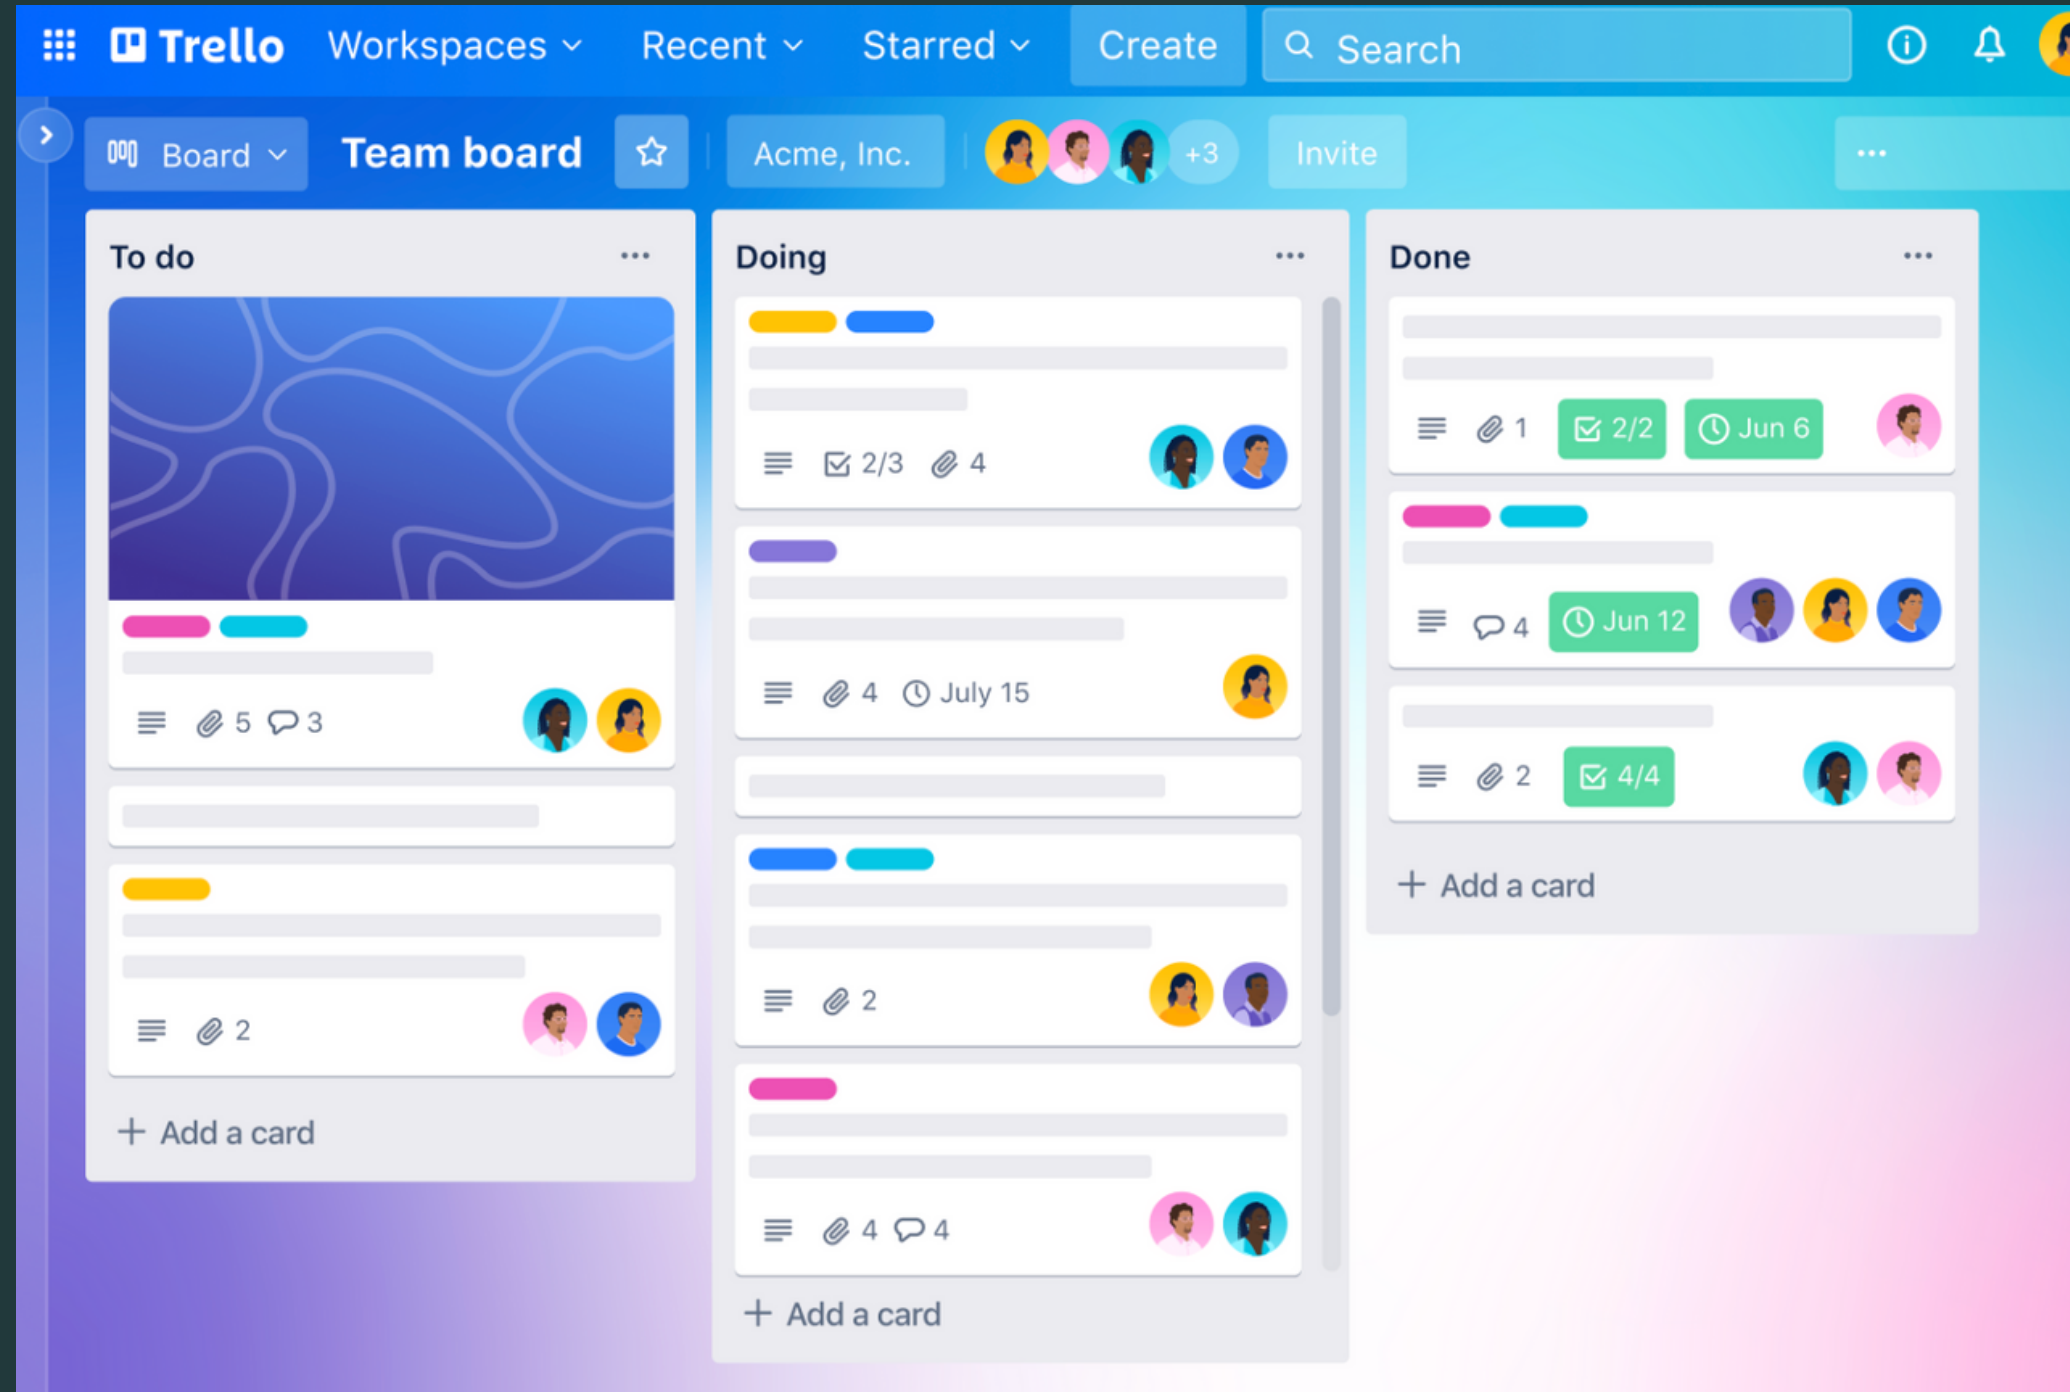 Trello Workspaces Recent Starred Create Search
Board Team board Acme, Inc. +3 Invite
To do
5 3
2
Add a card
Doing
2/3 4
4 July 15
2
4 4
Add a card
Done
1 2/2 Jun 6
4 Jun 12
2 4/4
Add a card